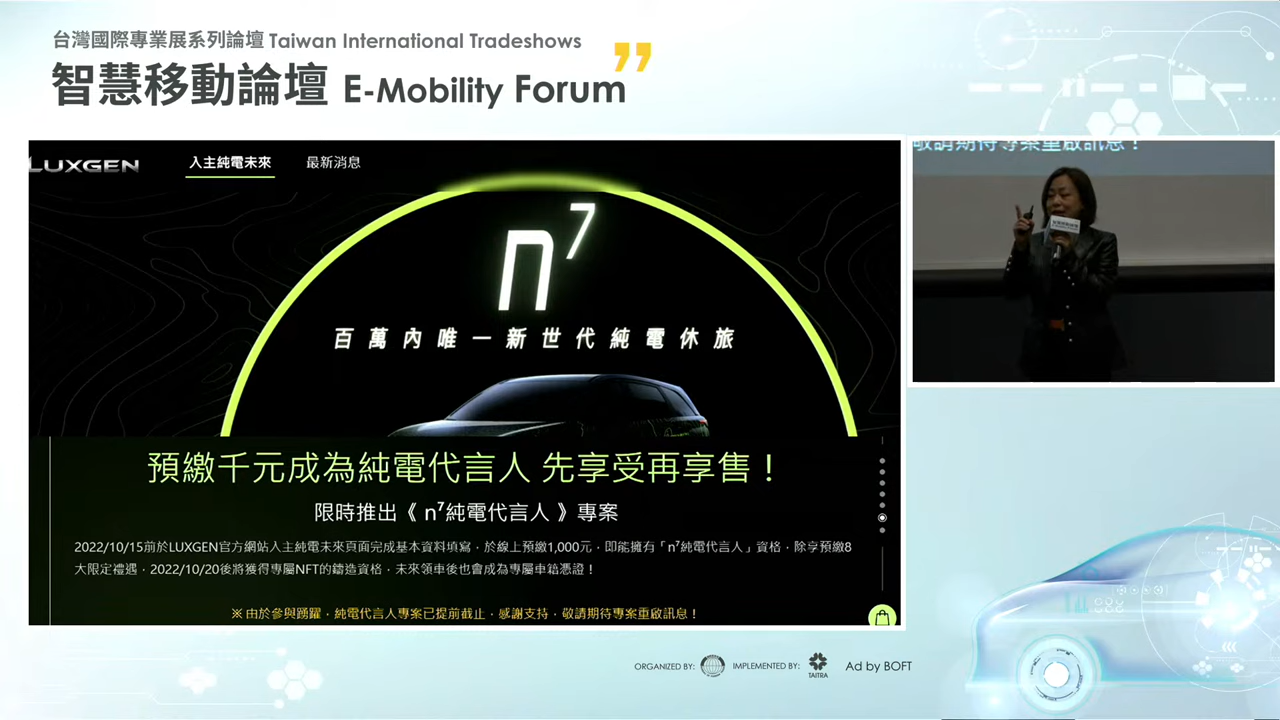 台灣國際專業展系列論壇 Taiwan International Tradeshows
智慧移動論壇 E-Mobility Forum
LUXGEN 入主純電未來 最新消息
n⁷
百萬內唯一新世代純電休旅
預繳千元成為純電代言人 先享受再享售！
限時推出《 n⁷純電代言人 》專案
2022/10/15前於LUXGEN官方網站入主純電未來頁面完成基本資料填寫，於線上預繳1,000元，即能擁有「n⁷純電代言人」資格，除享預繳8
大限定禮遇，2022/10/20後將獲得專屬NFT的鑄造資格，未來領車後也會成為專屬車籍憑證！
※ 由於參與踴躍，純電代言人專案已提前截止，感謝支持，敬請期待專案重啟訊息！
敬請期待專案重啟訊息！
ORGANIZED BY: IMPLEMENTED BY: TAITRA Ad by BOFT